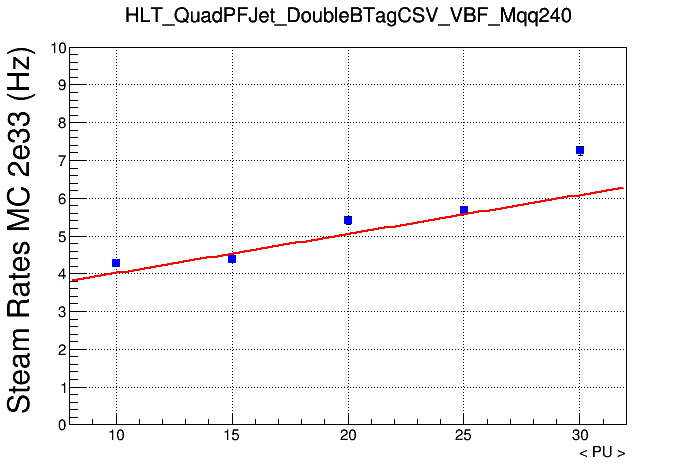 HLT_QuadPFJet_DoubleBTagCSV_VBF_Mqq240
Steam Rates MC 2e33 (Hz)
10
9
8
7
6
5
4
3
2
1
0
10 15 20 25 30
< PU >